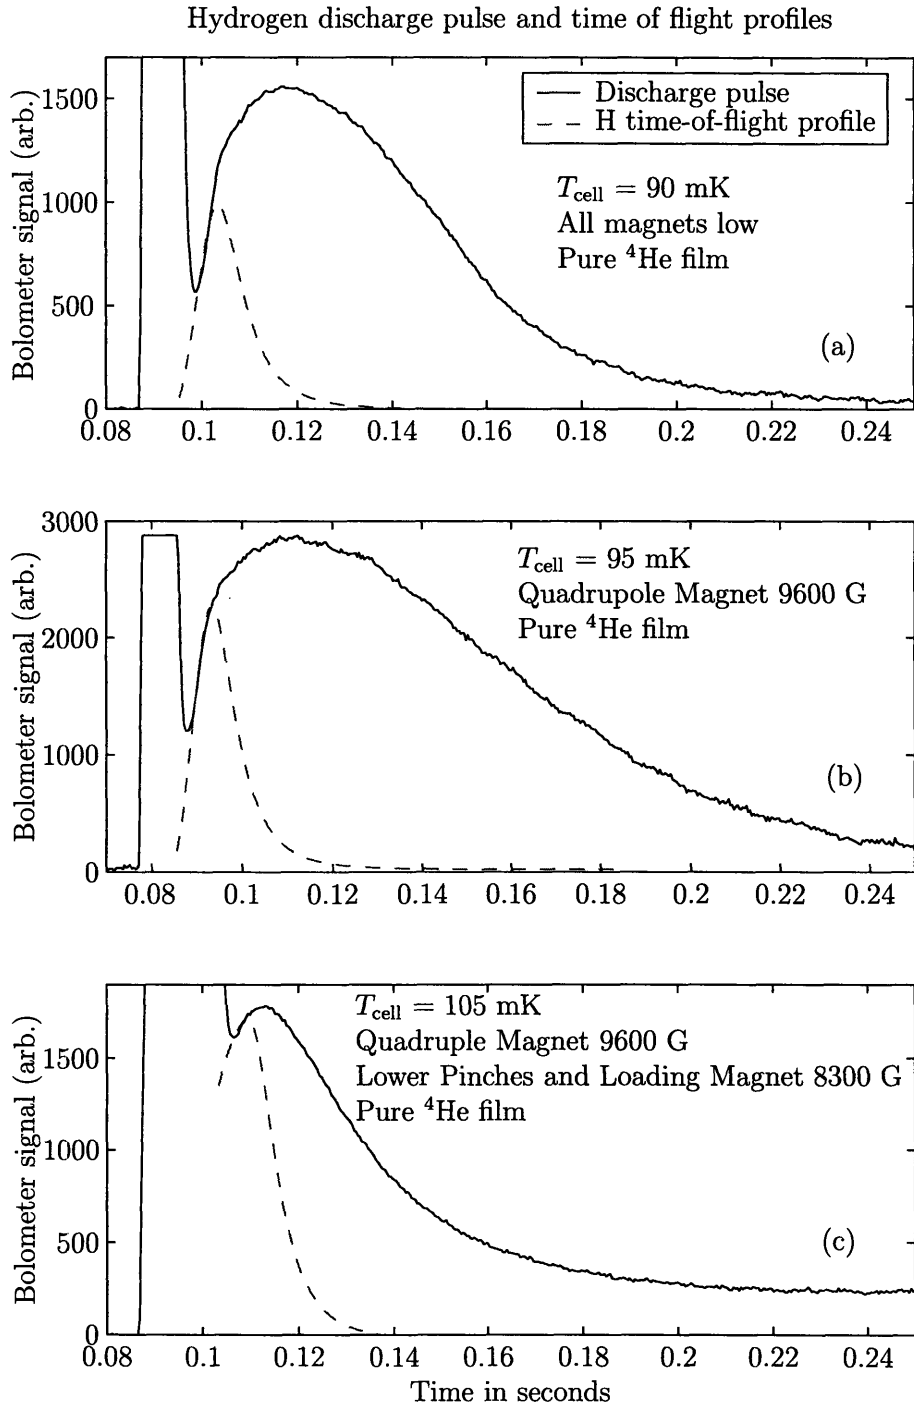 Hydrogen discharge pulse and time of flight profiles
Bolometer signal (arb.)
1500
1000
500
0
Discharge pulse
H time-of-flight profile
T_cell = 90 mK
All magnets low
Pure ⁴He film
(a)
0.08 0.1 0.12 0.14 0.16 0.18 0.2 0.22 0.24
Bolometer signal (arb.)
3000
2000
1000
0
T_cell = 95 mK
Quadrupole Magnet 9600 G
Pure ⁴He film
(b)
0.08 0.1 0.12 0.14 0.16 0.18 0.2 0.22 0.24
Bolometer signal (arb.)
1500
1000
500
0
T_cell = 105 mK
Quadruple Magnet 9600 G
Lower Pinches and Loading Magnet 8300 G
Pure ⁴He film
(c)
0.08 0.1 0.12 0.14 0.16 0.18 0.2 0.22 0.24
Time in seconds